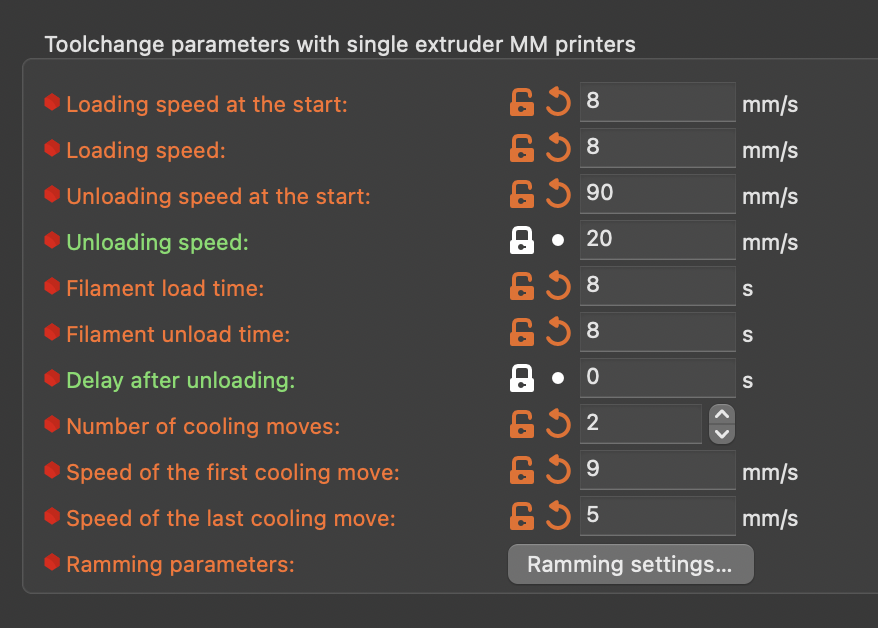 Toolchange parameters with single extruder MM printers
Loading speed at the start: 8 mm/s
Loading speed: 8 mm/s
Unloading speed at the start: 90 mm/s
Unloading speed: 20 mm/s
Filament load time: 8 s
Filament unload time: 8 s
Delay after unloading: 0 s
Number of cooling moves: 2
Speed of the first cooling move: 9 mm/s
Speed of the last cooling move: 5 mm/s
Ramming parameters: Ramming settings...